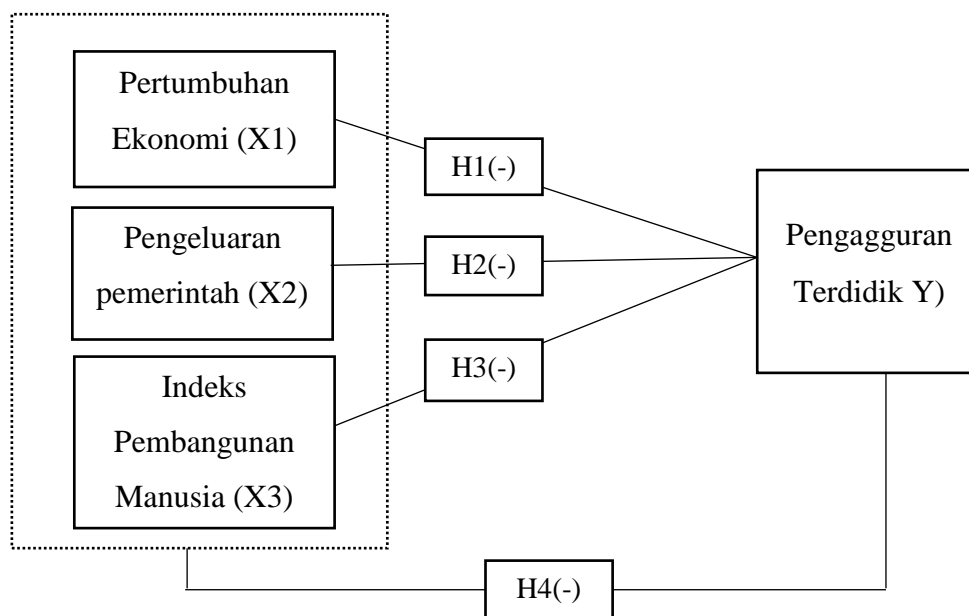 Pertumbuhan
Ekonomi (X1)
H1(-)
Pengeluaran
pemerintah (X2)
H2(-)
Pengagguran
Terdidik Y)
H3(-)
Indeks
Pembangunan
Manusia (X3)
H4(-)